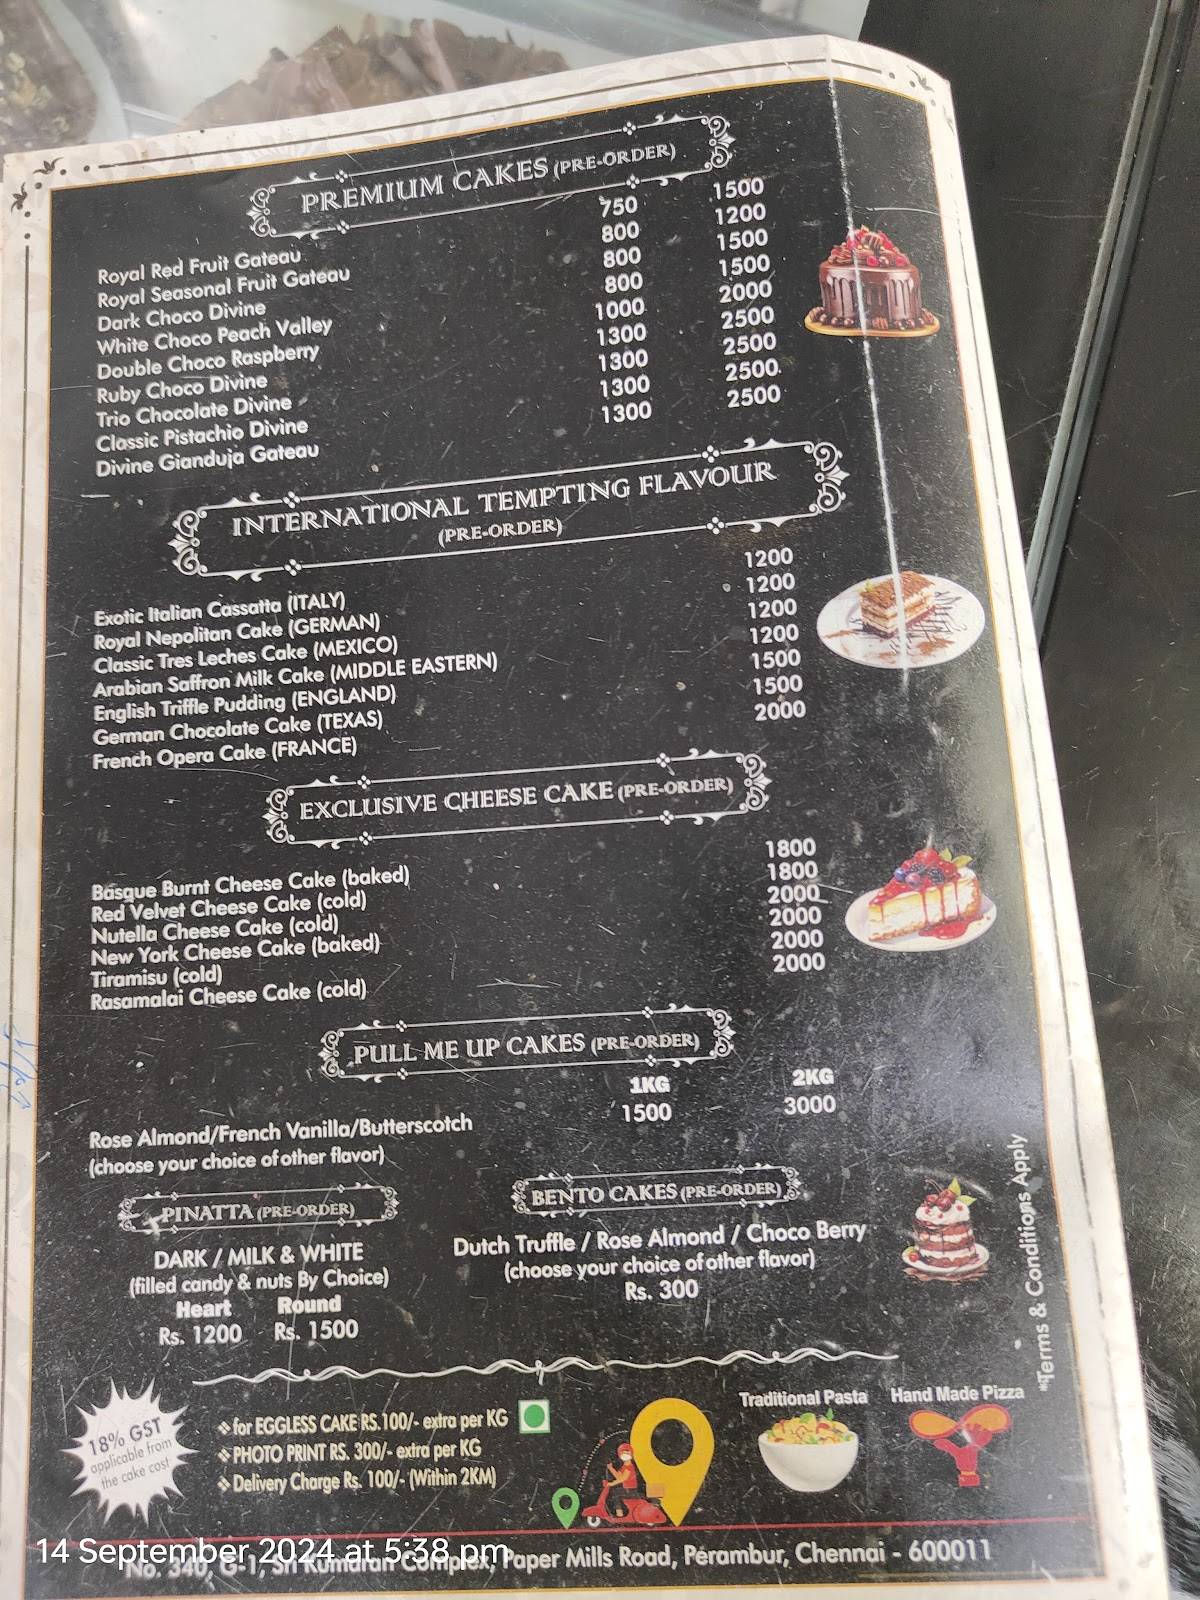 PREMIUM CAKES (PRE-ORDER)
Royal Red Fruit Gateau 750 1500
Royal Seasonal Fruit Gateau 800 1200
Dark Choco Divine 800 1500
White Choco Peach Valley 800 1500
Double Choco Raspberry 1000 2000
Ruby Choco Divine 1300 2500
Trio Chocolate Divine 1300 2500
Classic Pistachio Divine 1300 2500
Divine Gianduja Gateau 1300 2500
INTERNATIONAL TEMPTING FLAVOUR
(PRE-ORDER)
Exotic Italian Cassatta (ITALY) 1200
Royal Nepolitan Cake (GERMAN) 1200
Classic Tres Leches Cake (MEXICO) 1200
Arabian Saffron Milk Cake (MIDDLE EASTERN) 1200
English Triffle Pudding (ENGLAND) 1500
German Chocolate Cake (TEXAS) 1500
French Opera Cake (FRANCE) 2000
EXCLUSIVE CHEESE CAKE (PRE-ORDER)
Basque Burnt Cheese Cake (baked) 1800
Red Velvet Cheese Cake (cold) 1800
Nutella Cheese Cake (cold) 2000
New York Cheese Cake (baked) 2000
Tiramisu (cold) 2000
Rasamalai Cheese Cake (cold) 2000
PULL ME UP CAKES (PRE-ORDER)
1KG 2KG
Rose Almond/French Vanilla/Butterscotch 1500 3000
(choose your choice of other flavor)
PINATTA (PRE-ORDER)
DARK / MILK & WHITE
(filled candy & nuts By Choice)
Heart Round
Rs. 1200 Rs. 1500
BENTO CAKES (PRE-ORDER)
Dutch Truffle / Rose Almond / Choco Berry
(choose your choice of other flavor)
Rs. 300
*Terms & Conditions Apply
18% GST
applicable from
the cake cost
for EGGLESS CAKE RS.100/- extra per KG
PHOTO PRINT RS. 300/- extra per KG
Delivery Charge Rs. 100/- (Within 2KM)
Traditional Pasta
Hand Made Pizza
14 September 2024 at 5:38 pm
No. 340, G-1, Sri Kumaran Complex, Paper Mills Road, Perambur, Chennai - 600011